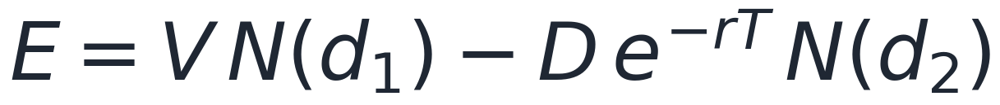 E = V N(d₁) − D e^{−rT} N(d₂)